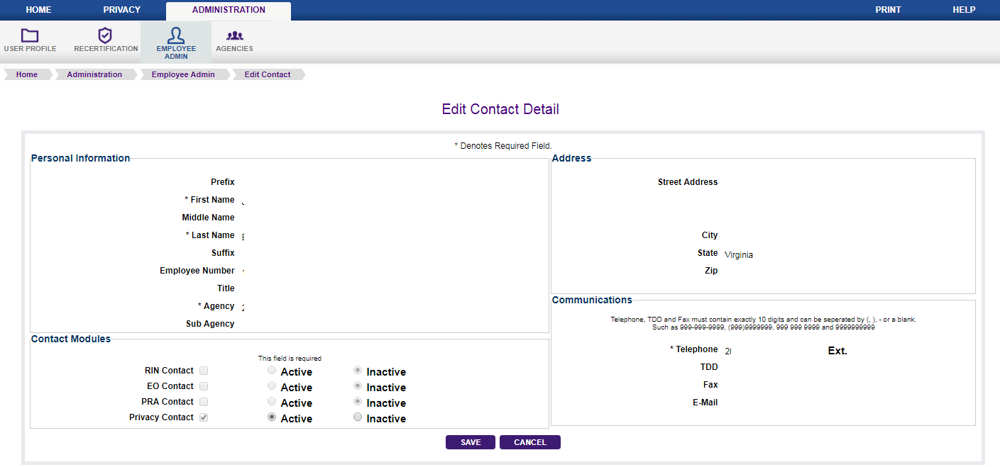 HOME PRIVACY ADMINISTRATION PRINT HELP
USER PROFILE RECERTIFICATION EMPLOYEE ADMIN AGENCIES
Home Administration Employee Admin Edit Contact
Edit Contact Detail
* Denotes Required Field.
Personal Information
Prefix
* First Name
Middle Name
* Last Name
Suffix
Employee Number
Title
* Agency
Sub Agency
Contact Modules
This field is required
RIN Contact Active Inactive
EO Contact Active Inactive
PRA Contact Active Inactive
Privacy Contact Active Inactive
Address
Street Address
City
State Virginia
Zip
Communications
Telephone, TDD and Fax must contain exactly 10 digits and can be seperated by (, ), - or a blank.
Such as 999-999-9999, (999)9999999, 999 999 9999 and 9999999999
* Telephone Ext.
TDD
Fax
E-Mail
SAVE CANCEL